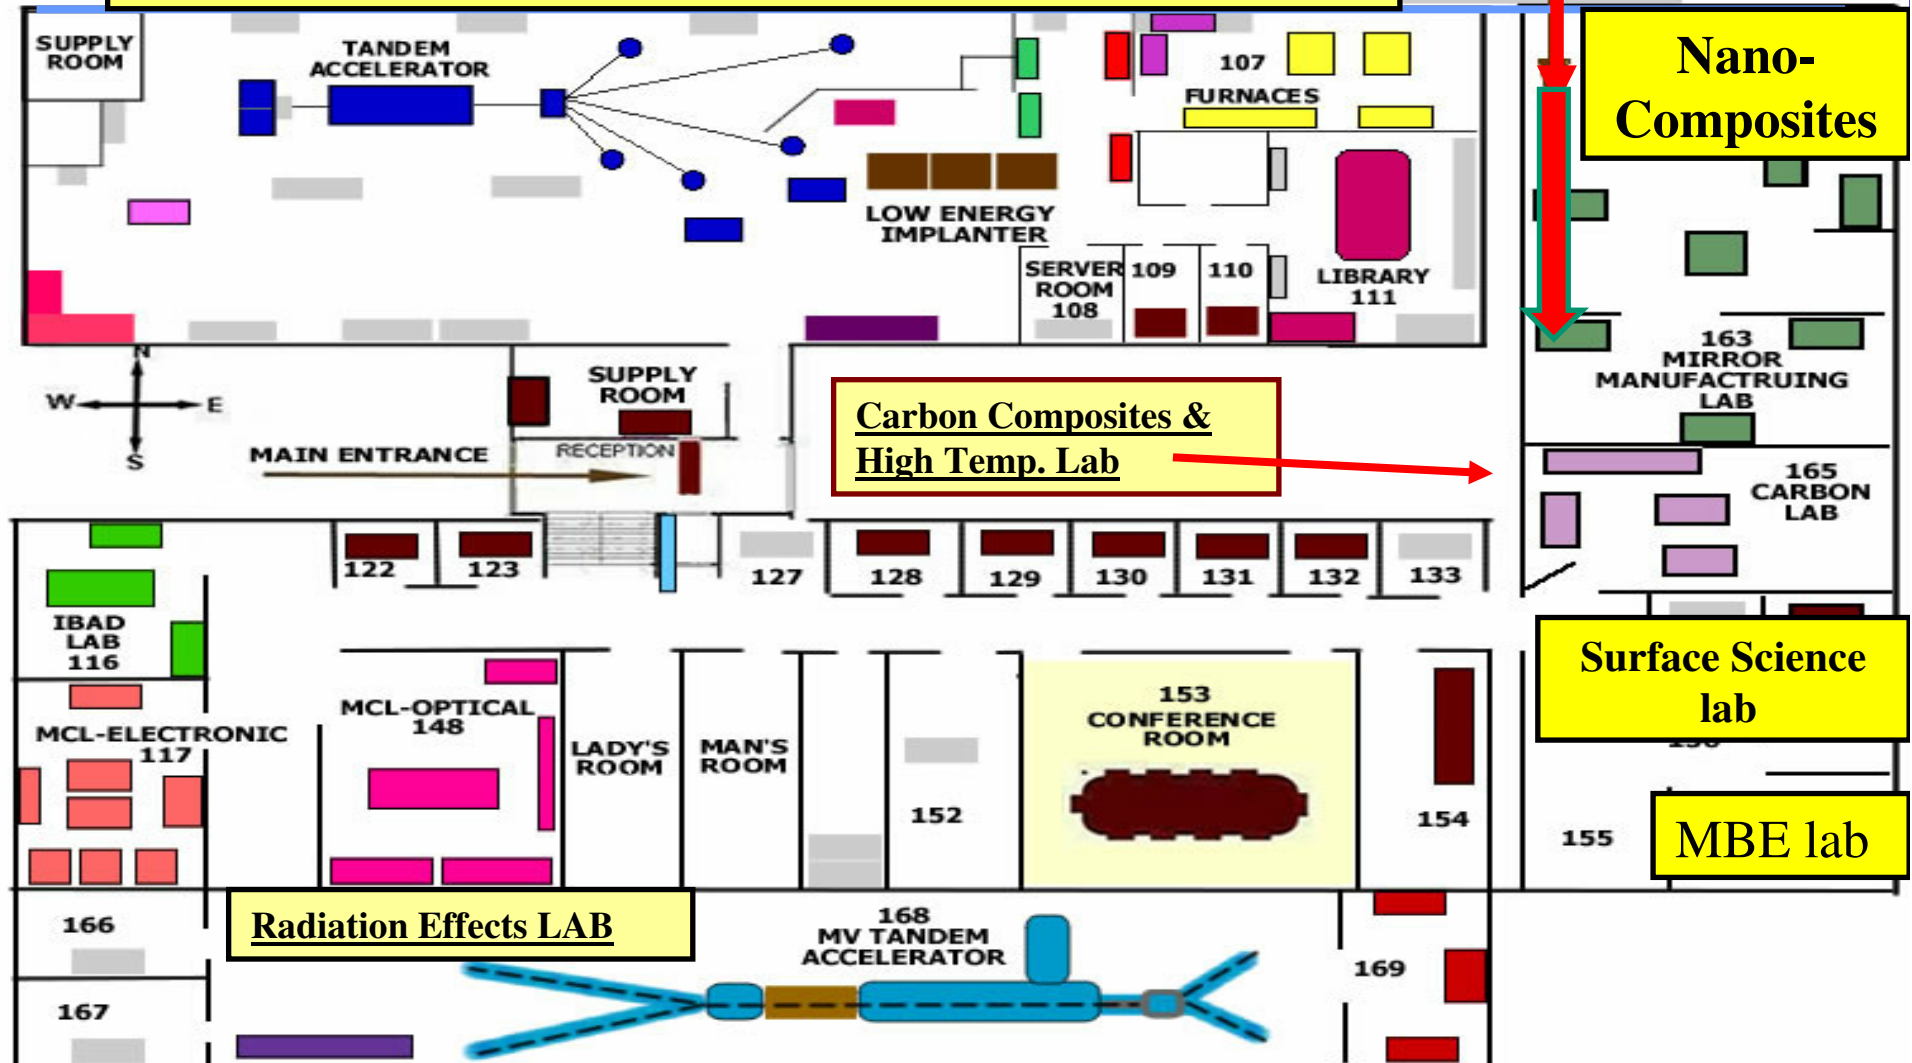 SUPPLY
ROOM
TANDEM
ACCELERATOR
107
FURNACES
Nano-
Composites
LOW ENERGY
IMPLANTER
SERVER
ROOM
108
109
110
LIBRARY
111
163
MIRROR
MANUFACTRUING
LAB
N
W
E
S
SUPPLY
ROOM
MAIN ENTRANCE
RECEPTION
Carbon Composites &
High Temp. Lab
165
CARBON
LAB
122
123
127
128
129
130
131
132
133
IBAD
LAB
116
Surface Science
lab
MCL-ELECTRONIC
117
MCL-OPTICAL
148
LADY'S
ROOM
MAN'S
ROOM
152
153
CONFERENCE
ROOM
154
155
MBE lab
166
Radiation Effects LAB
168
MV TANDEM
ACCELERATOR
169
167